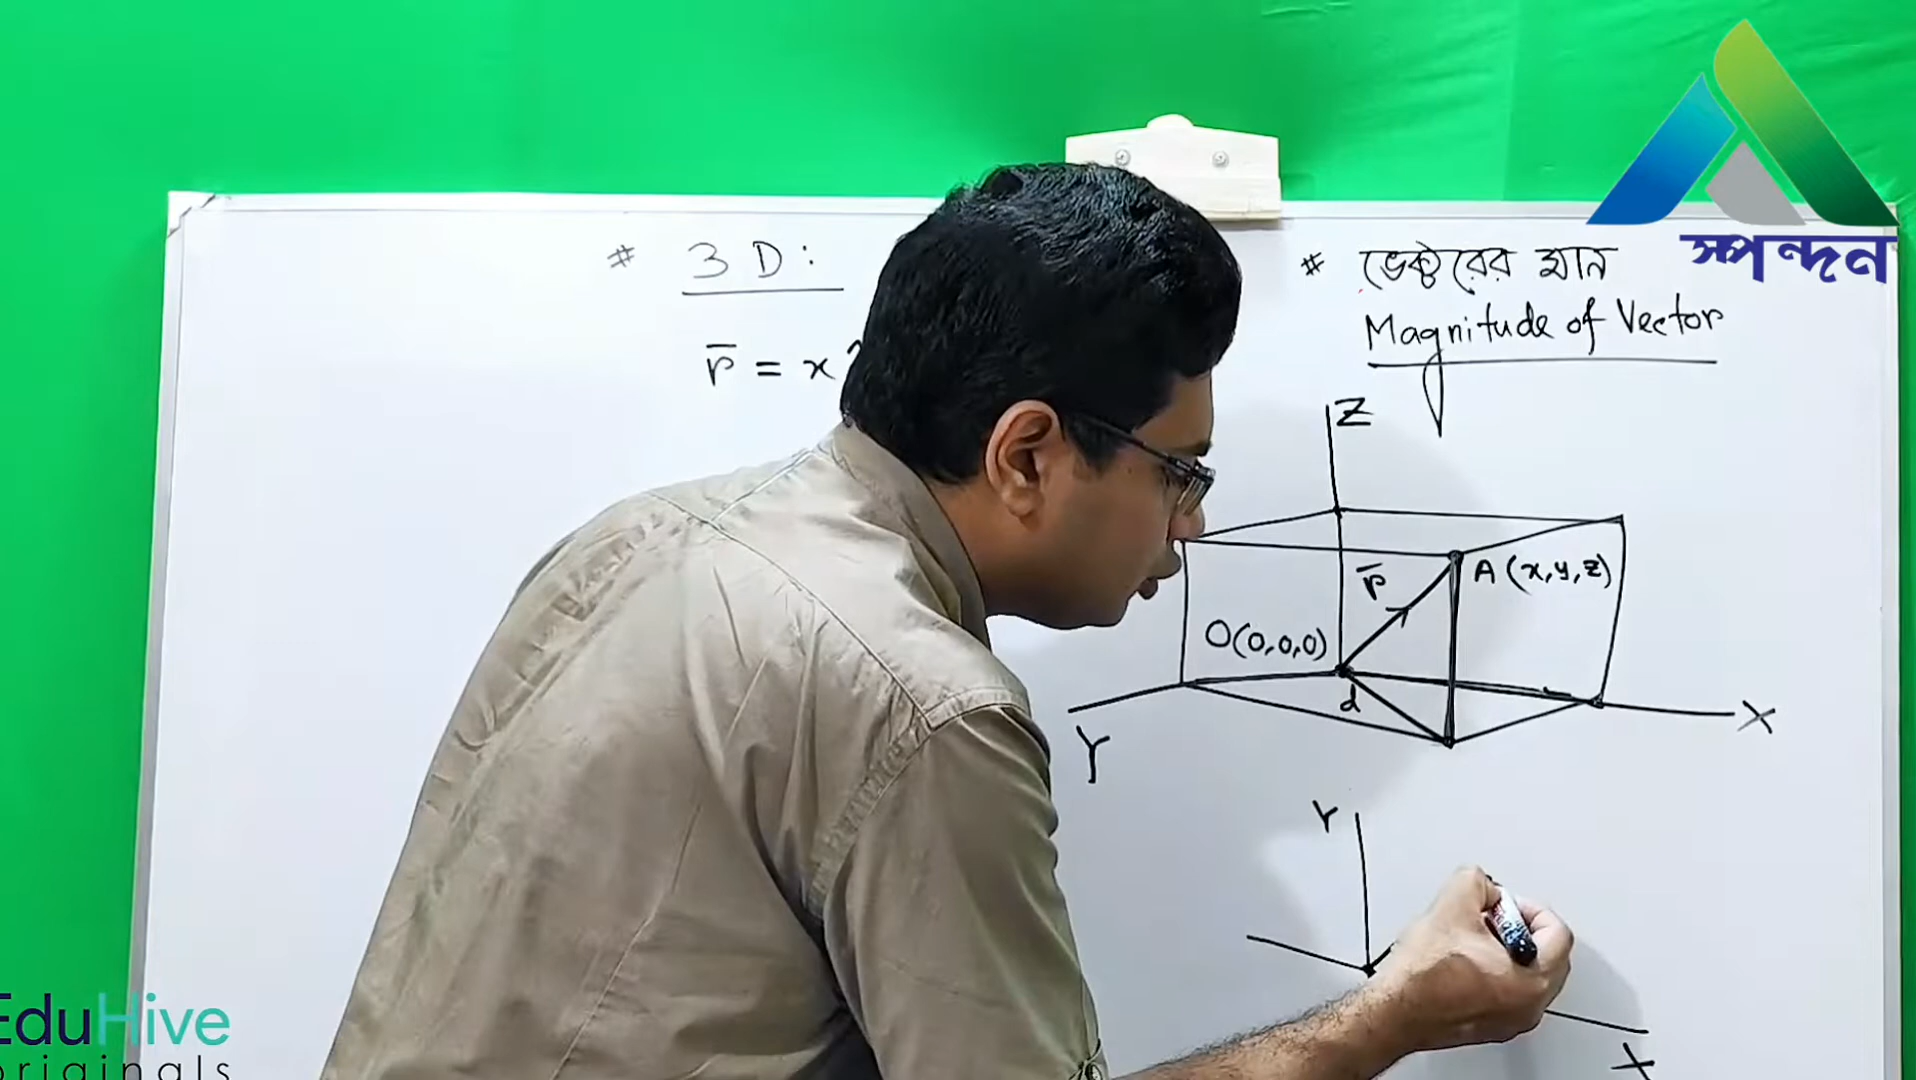 # 3D:
r̅ = x
# ভেক্টরের মান
Magnitude of Vector
স্পন্দন
Z
r̅
A (x, y, z)
O(0,0,0)
d
X
Y
Y
X
EduHive
originals